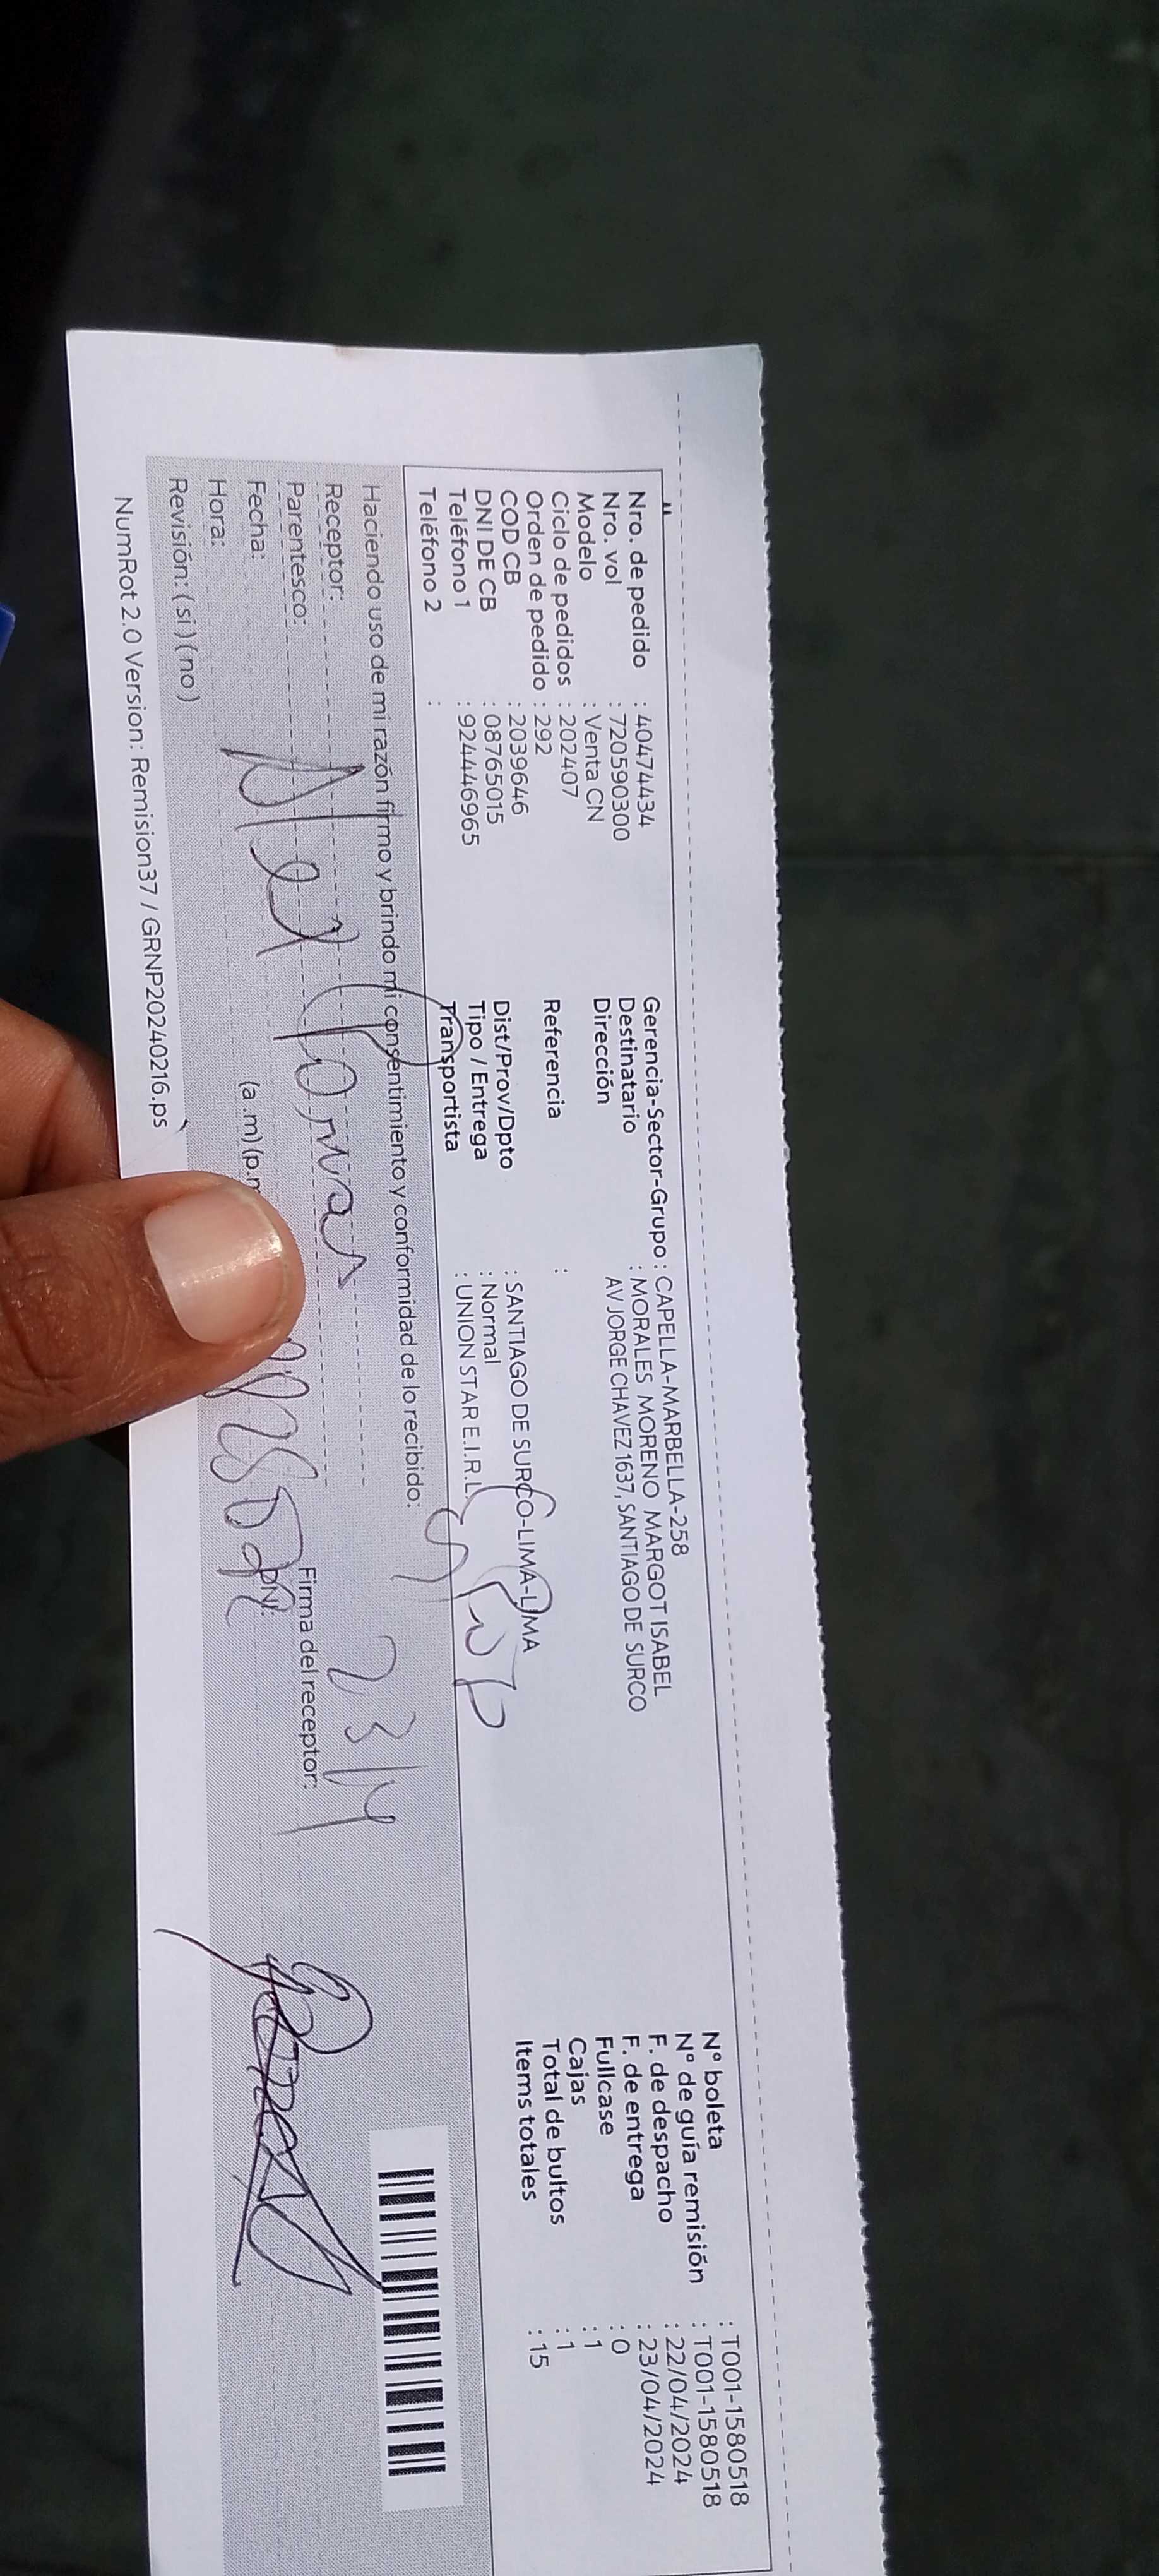 Nro. de pedido : 40474434
Nro. vol : 720590300
Modelo : Venta CN
Ciclo de pedidos : 202407
Orden de pedido : 292
COD CB : 2039646
DNI DE CB : 08765015
Teléfono 1 : 924446965
Teléfono 2 :
Gerencia-Sector-Grupo : CAPELLA-MARBELLA-258
Destinatario : MORALES MORENO MARGOT ISABEL
Dirección AV JORGE CHAVEZ 1637, SANTIAGO DE SURCO
Referencia :
Dist/Prov/Dpto : SANTIAGO DE SURCO-LIMA-LIMA
Tipo / Entrega : Normal
Transportista : UNION STAR E.I.R.L.
N° boleta : T001-1580518
N° de guía remisión : T001-1580518
F. de despacho : 22/04/2024
F. de entrega : 23/04/2024
Fullcase : 0
Cajas : 1
Total de bultos : 1
Items totales : 15
Haciendo uso de mi razón firmo y brindo mi consentimiento y conformidad de lo recibido:
Receptor:
Parentesco:
Fecha:
Hora: (a.m)(p.m
Revisión: (si) (no)
Firma del receptor:
DNI:
23/4
NumRot 2.0 Version: Remision37 / GRNP20240216.ps